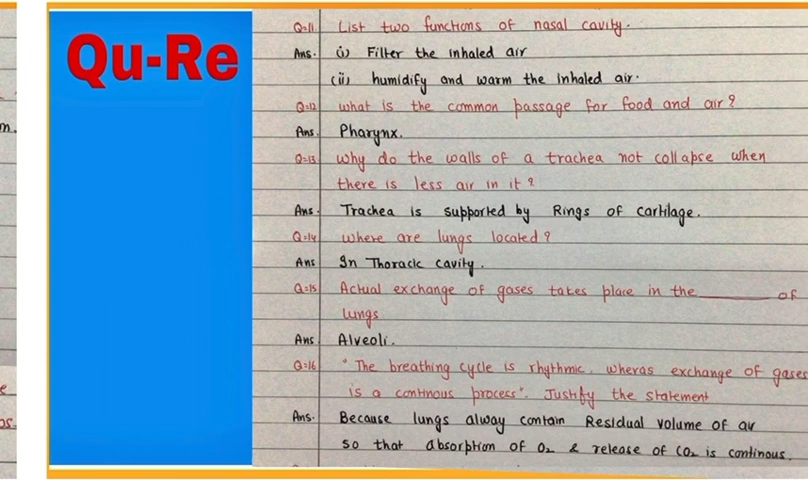 Qu-Re
m.
e
os.
Q=11. List two functions of nasal cavity.
Ans. (i) Filter the inhaled air
(ii) humidify and warm the inhaled air.
Q=12 what is the common passage for food and air?
Ans. Pharynx.
Q=13. why do the walls of a trachea not collapse when
there is less air in it?
Ans. Trachea is supported by Rings of cartilage.
Q=14 where are lungs located?
Ans In Thoracic cavity.
Q=15 Actual exchange of gases takes place in the ______ of
lungs
Ans. Alveoli.
Q=16 "The breathing cycle is rhythmic. wheras exchange of gases
is a continous process". Justify the statement
Ans. Because lungs alway contain Residual volume of air
so that absorption of O₂ & release of CO₂ is continous.